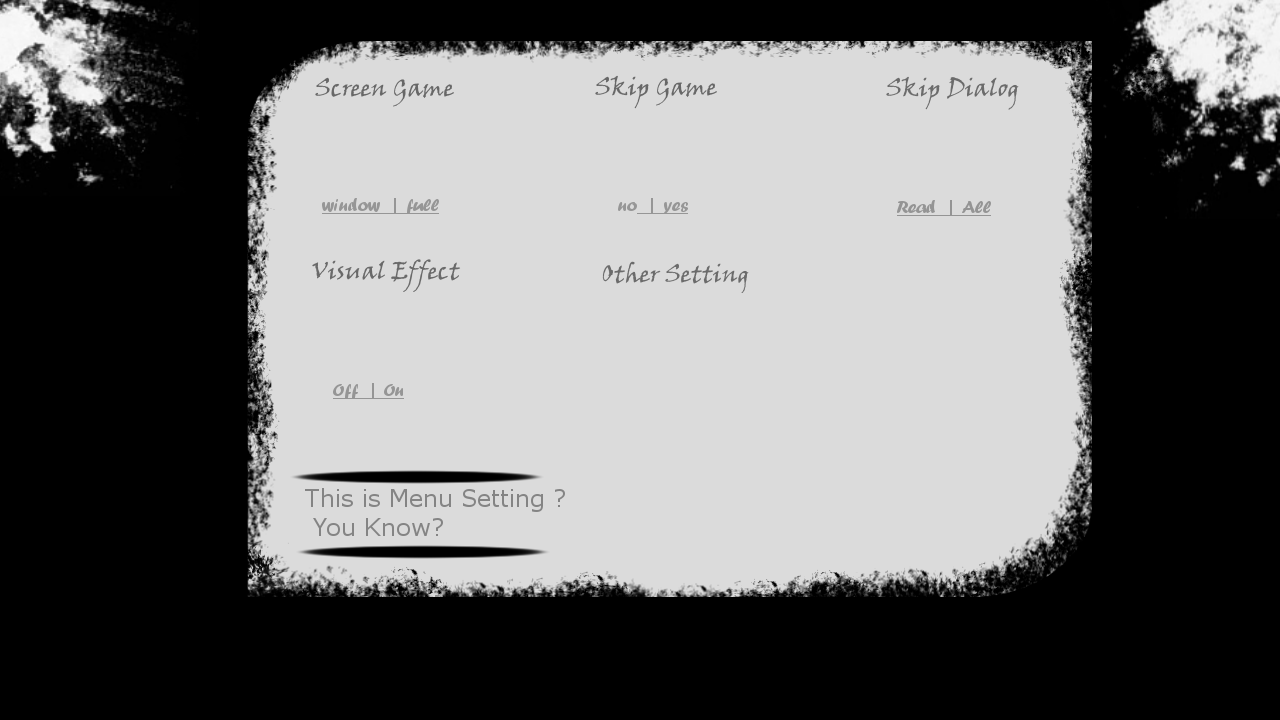 Screen Game
Skip Game
Skip Dialog
window | full
no | yes
Read | All
Visual Effect
Other Setting
Off | On
This is Menu Setting ?
You Know?